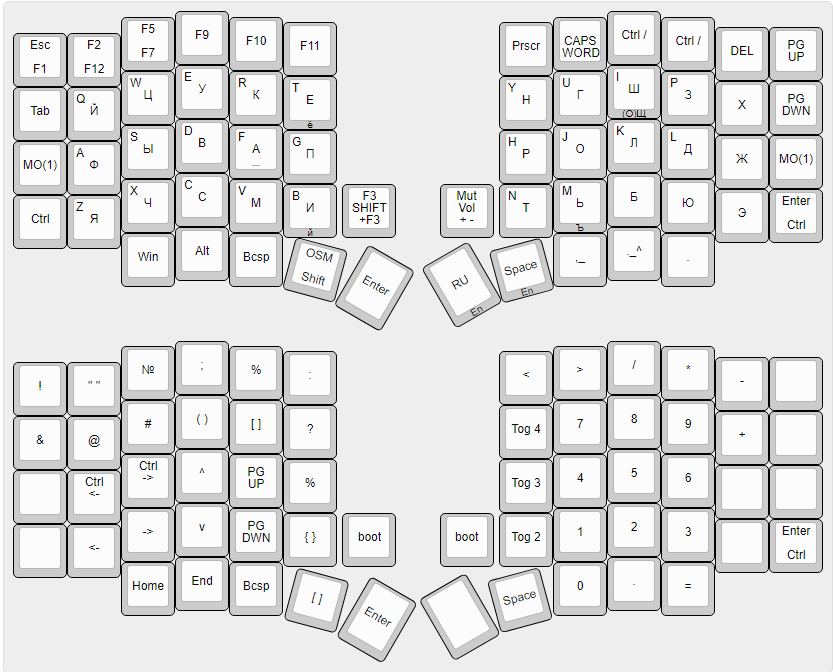 Esc
F1
F2
F12
F5
F7
F9
F10
F11
Prscr
CAPS
WORD
Ctrl /
Ctrl /
DEL
PG
UP
Tab
Q
Й
W
Ц
E
У
R
К
T
Е
ё
Y
Н
U
Г
I
Ш
(O)Щ
P
З
Х
PG
DWN
MO(1)
A
Ф
S
Ы
D
В
F
А
_
G
П
H
Р
J
О
K
Л
L
Д
Ж
MO(1)
Ctrl
Z
Я
X
Ч
C
С
V
М
B
И
й
F3
SHIFT
+F3
Mut
Vol
+ -
N
Т
M
Ь
Ъ
Б
Ю
Э
Enter
Ctrl
Win
Alt
Bcsp
OSM
Shift
Enter
RU
En
Space
En
,_
._^
.
!
" "
№
;
%
:
<
>
/
*
-
&
@
#
( )
[ ]
?
Tog 4
7
8
9
+
Ctrl
<-
Ctrl
->
^
PG
UP
%
Tog 3
4
5
6
<-
->
v
PG
DWN
{ }
boot
boot
Tog 2
1
2
3
Enter
Ctrl
Home
End
Bcsp
[ ]
Enter
Space
0
.
=